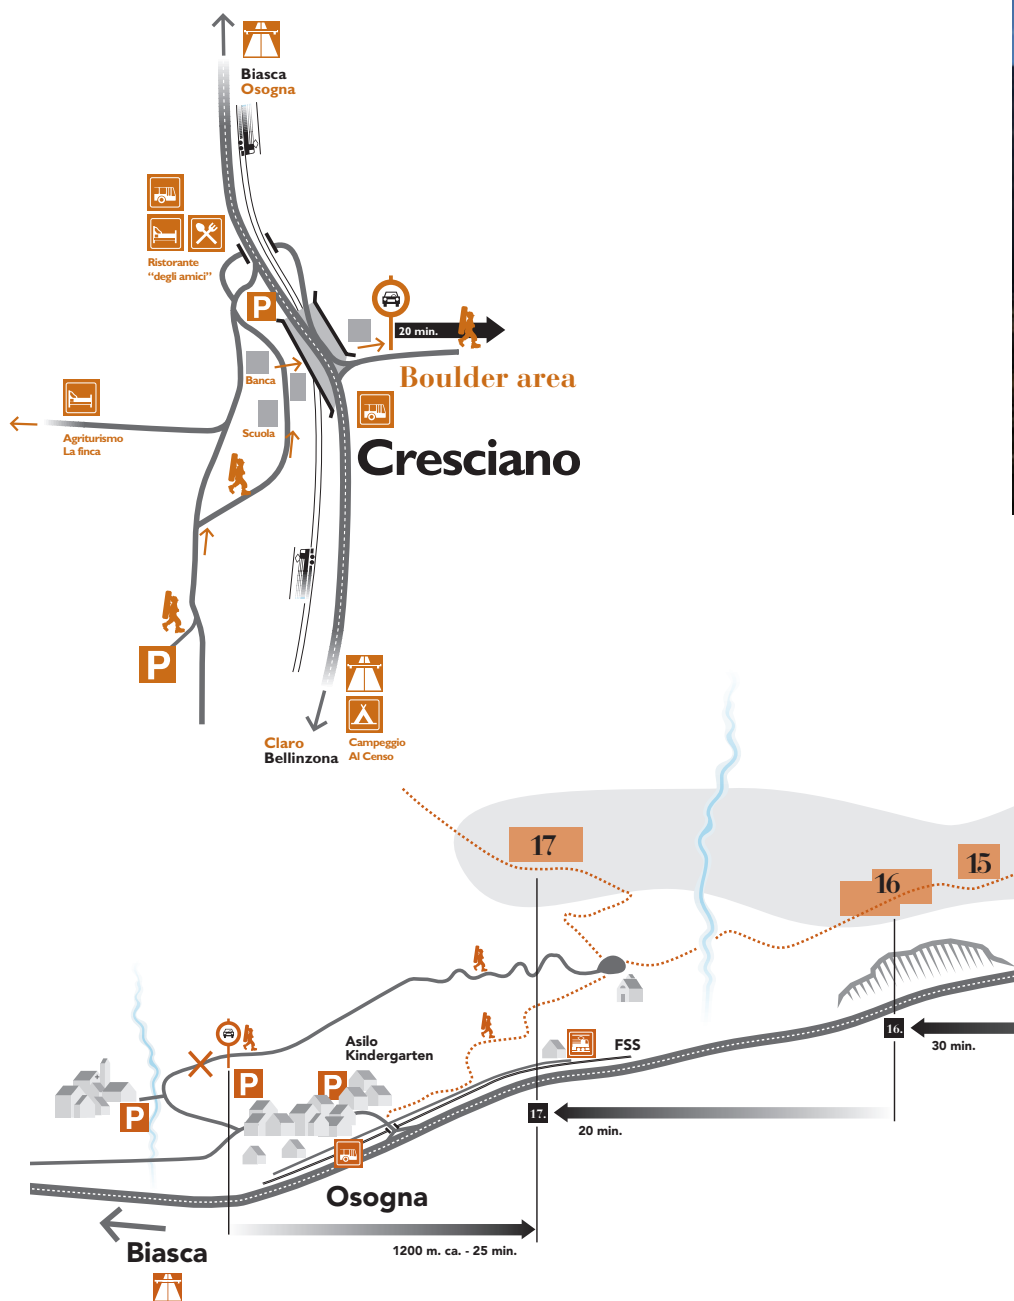 Biasca
Osogna
Ristorante
“degli amici”
P
20 min.
Boulder area
Banca
Agriturismo
La finca
Scuola
Cresciano
P
Claro
Bellinzona
Campeggio
Al Censo
17
16
15
Asilo
Kindergarten
FSS
16.
30 min.
P
P
P
17.
20 min.
Osogna
Biasca
1200 m. ca. - 25 min.